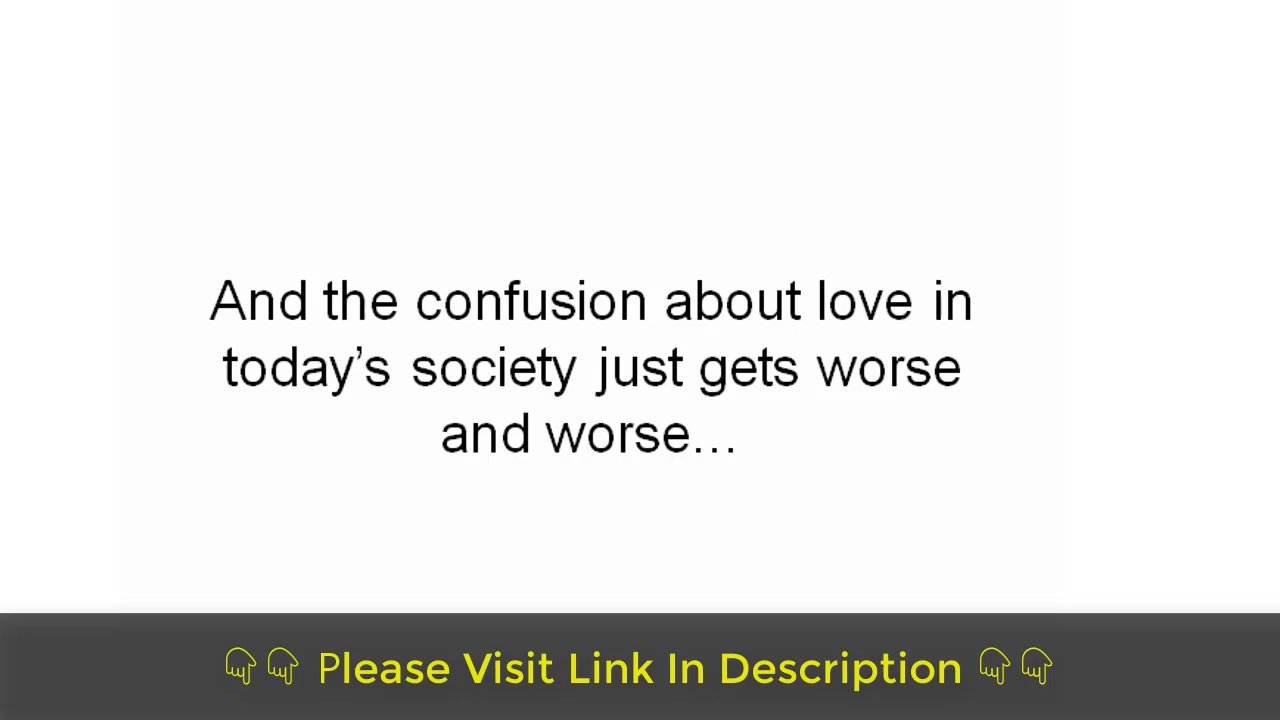 And the confusion about love in
today’s society just gets worse
and worse…
👇👇 Please Visit Link In Description 👇👇